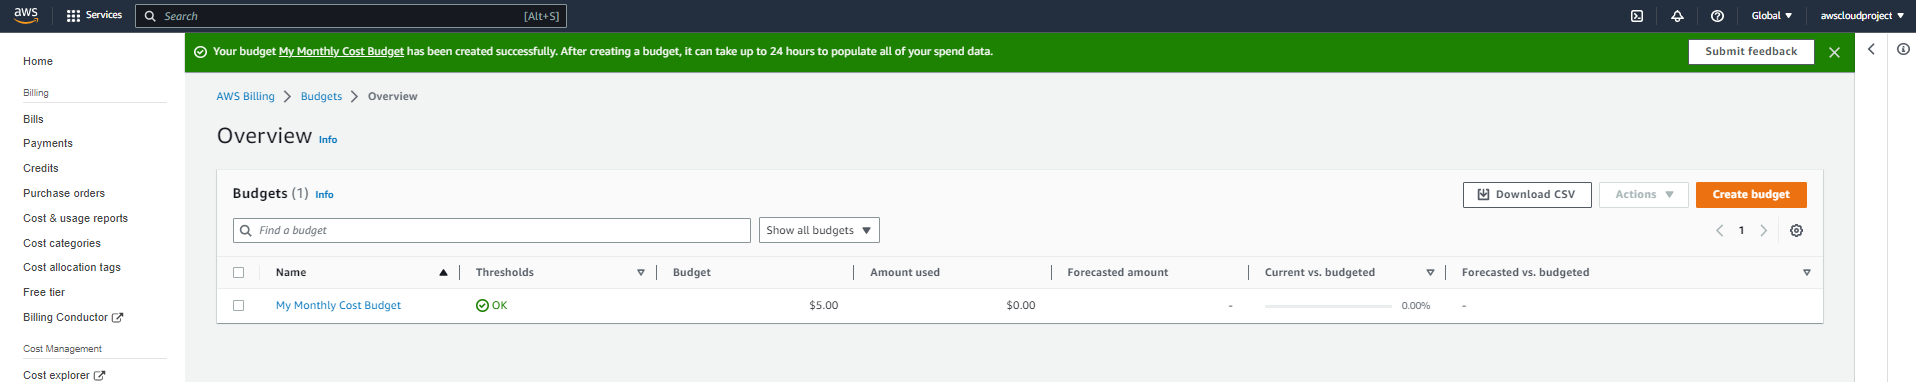 aws Services Search [Alt+S] Global awscloudproject
Your budget My Monthly Cost Budget has been created successfully. After creating a budget, it can take up to 24 hours to populate all of your spend data. Submit feedback
Home
Billing
Bills
Payments
Credits
Purchase orders
Cost & usage reports
Cost categories
Cost allocation tags
Free tier
Billing Conductor
Cost Management
Cost explorer
AWS Billing Budgets Overview
Overview Info
Budgets (1) Info Download CSV Actions Create budget
Find a budget Show all budgets 1
Name Thresholds Budget Amount used Forecasted amount Current vs. budgeted Forecasted vs. budgeted
My Monthly Cost Budget OK $5.00 $0.00 - 0.00% -